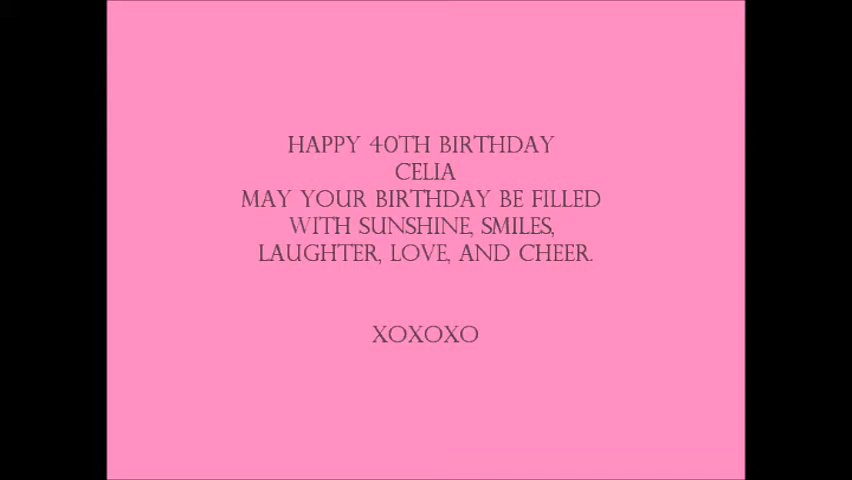 HAPPY 40TH BIRTHDAY
CELIA
MAY YOUR BIRTHDAY BE FILLED
WITH SUNSHINE, SMILES,
LAUGHTER, LOVE, AND CHEER.
XOXOXO